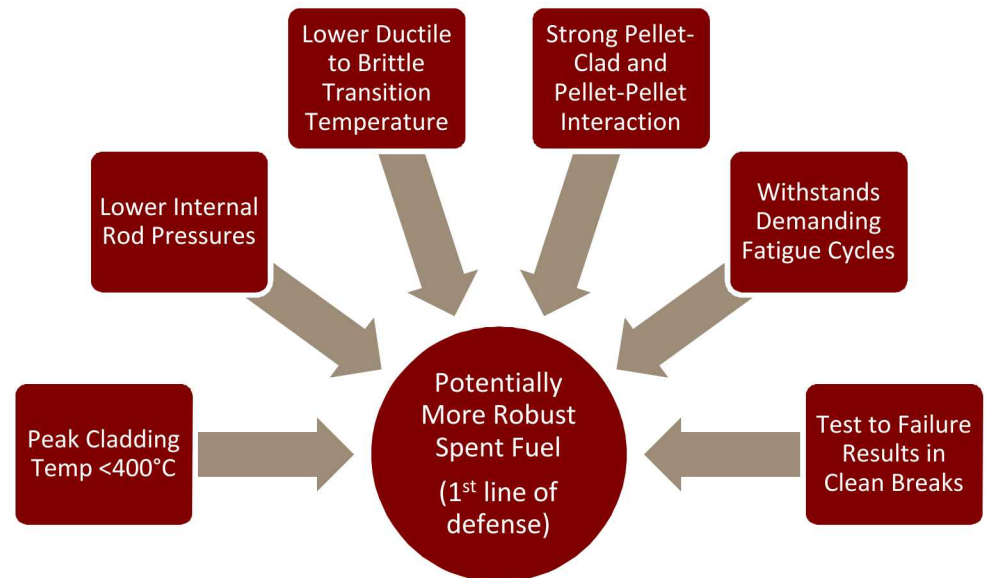 Lower Ductile
to Brittle
Transition
Temperature
Strong Pellet-
Clad and
Pellet-Pellet
Interaction
Lower Internal
Rod Pressures
Withstands
Demanding
Fatigue Cycles
Peak Cladding
Temp <400°C
Potentially
More Robust
Spent Fuel
(1st line of
defense)
Test to Failure
Results in
Clean Breaks